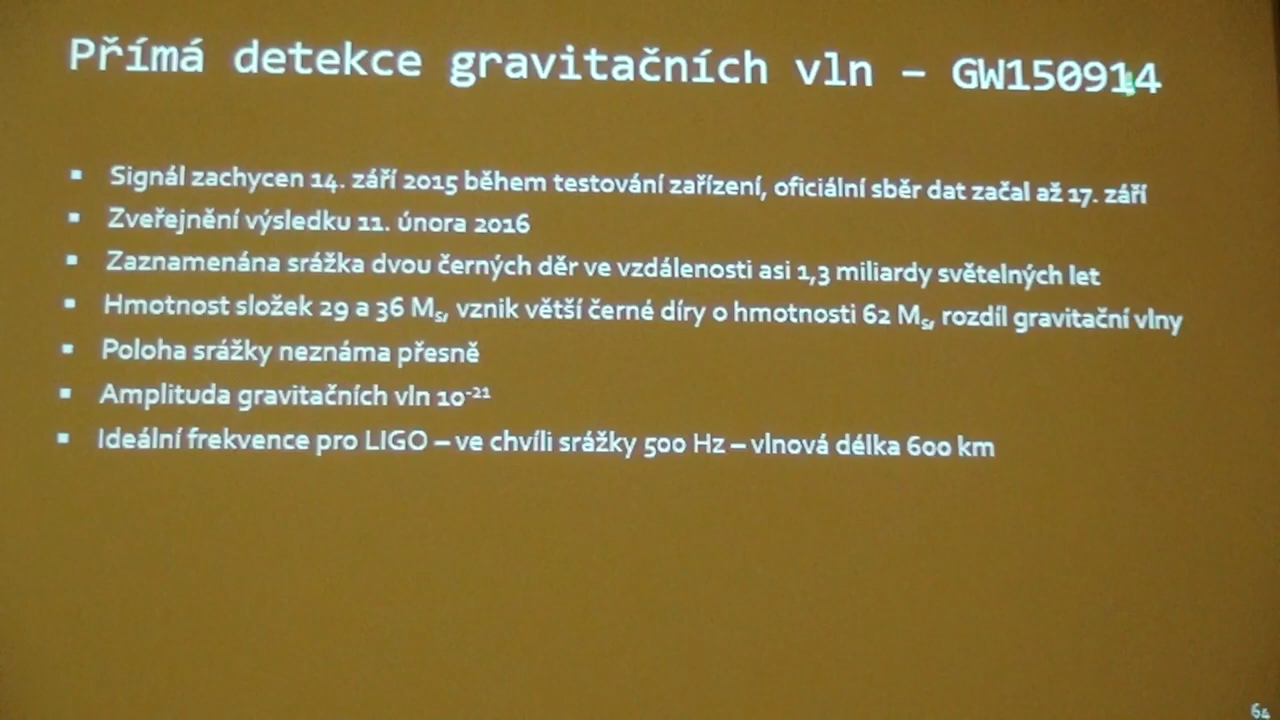 Přímá detekce gravitačních vln – GW150914
▪ Signál zachycen 14. září 2015 během testování zařízení, oficiální sběr dat začal až 17. září
▪ Zveřejnění výsledku 11. února 2016
▪ Zaznamenána srážka dvou černých děr ve vzdálenosti asi 1,3 miliardy světelných let
▪ Hmotnost složek 29 a 36 Ms, vznik větší černé díry o hmotnosti 62 Ms, rozdíl gravitační vlny
▪ Poloha srážky neznáma přesně
▪ Amplituda gravitačních vln 10⁻²¹
▪ Ideální frekvence pro LIGO – ve chvíli srážky 500 Hz – vlnová délka 600 km